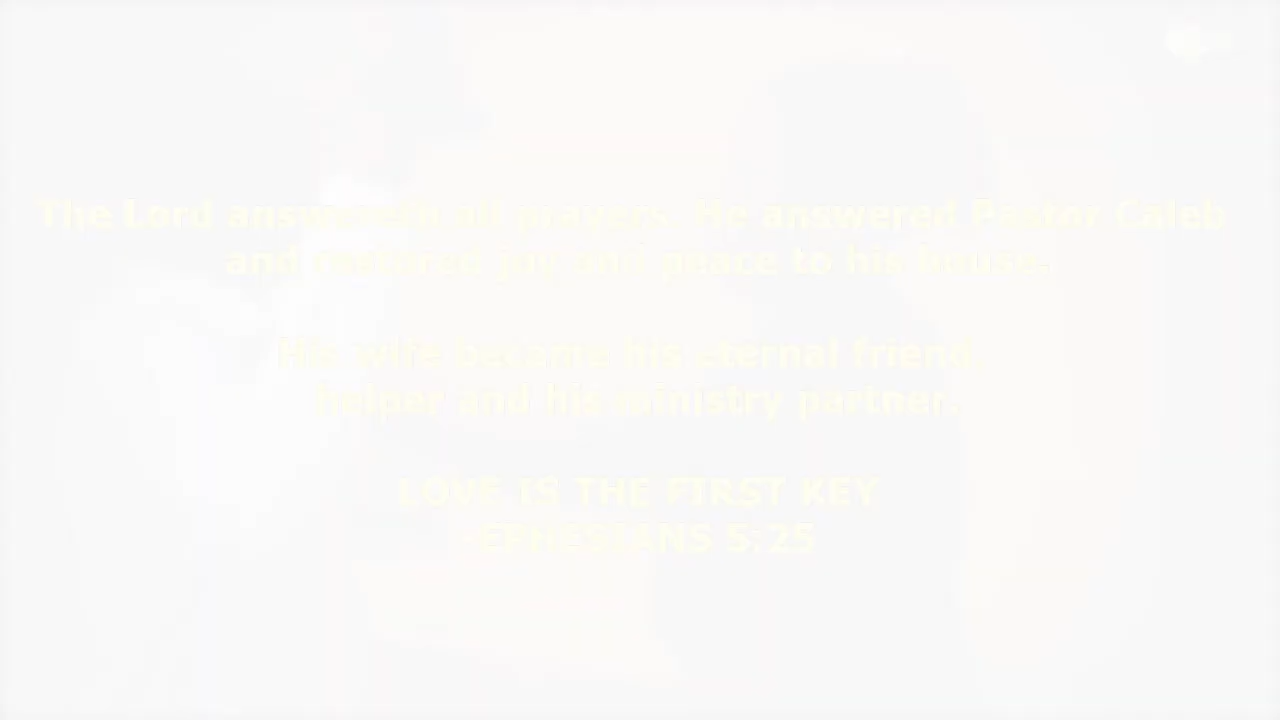 The Lord answereth all prayers. He answered Pastor Caleb
and restored joy and peace to his house.
His wife became his eternal friend,
helper and his ministry partner.
LOVE IS THE FIRST KEY
-EPHESIANS 5:25